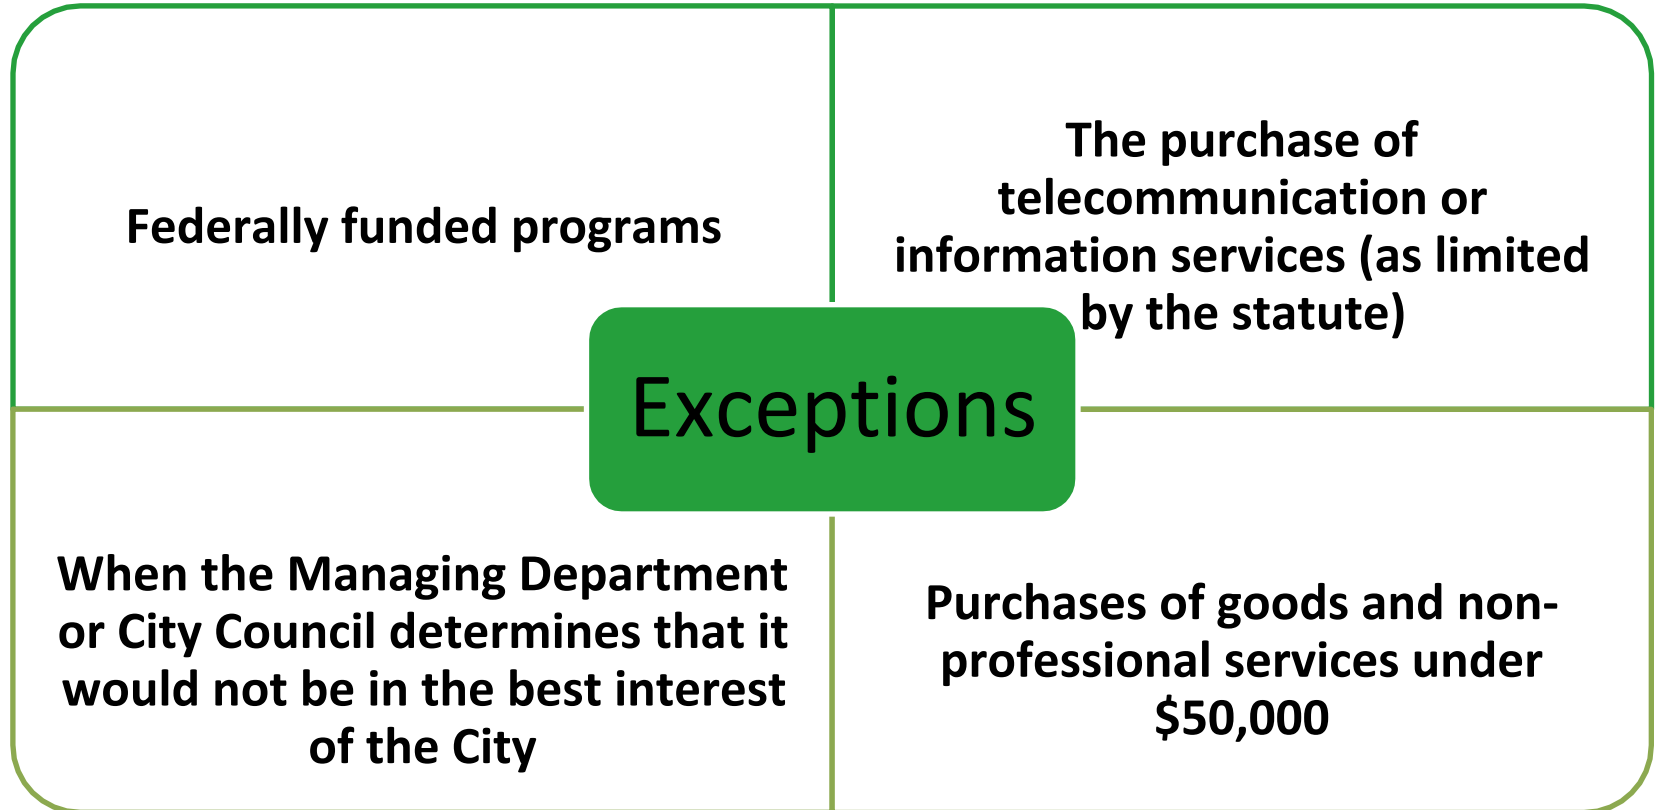 Federally funded programs
The purchase of
telecommunication or
information services (as limited
by the statute)
Exceptions
When the Managing Department
or City Council determines that it
would not be in the best interest
of the City
Purchases of goods and non-
professional services under
$50,000